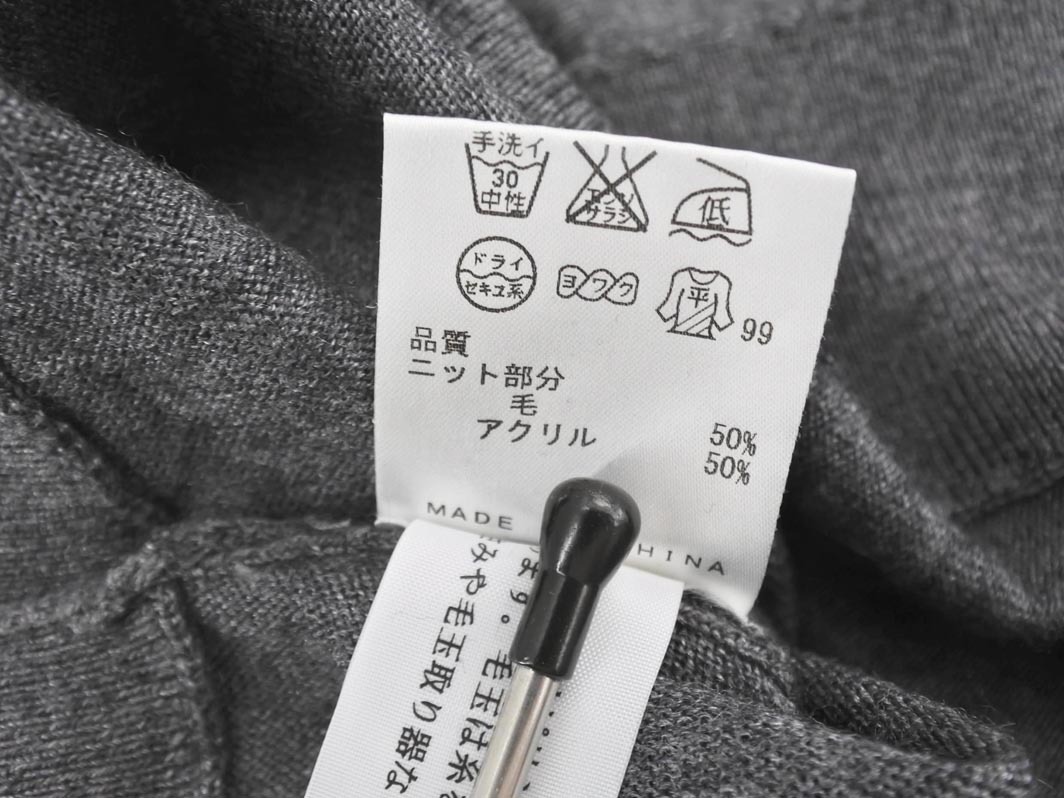 手洗イ
30
中性
エンソ
サラシ
低
ドライ
セキユ系
ヨワク
平
99
品質
ニット部分
毛 50%
アクリル 50%
MADE HINA
ます。毛玉は糸
みや毛玉取り器な